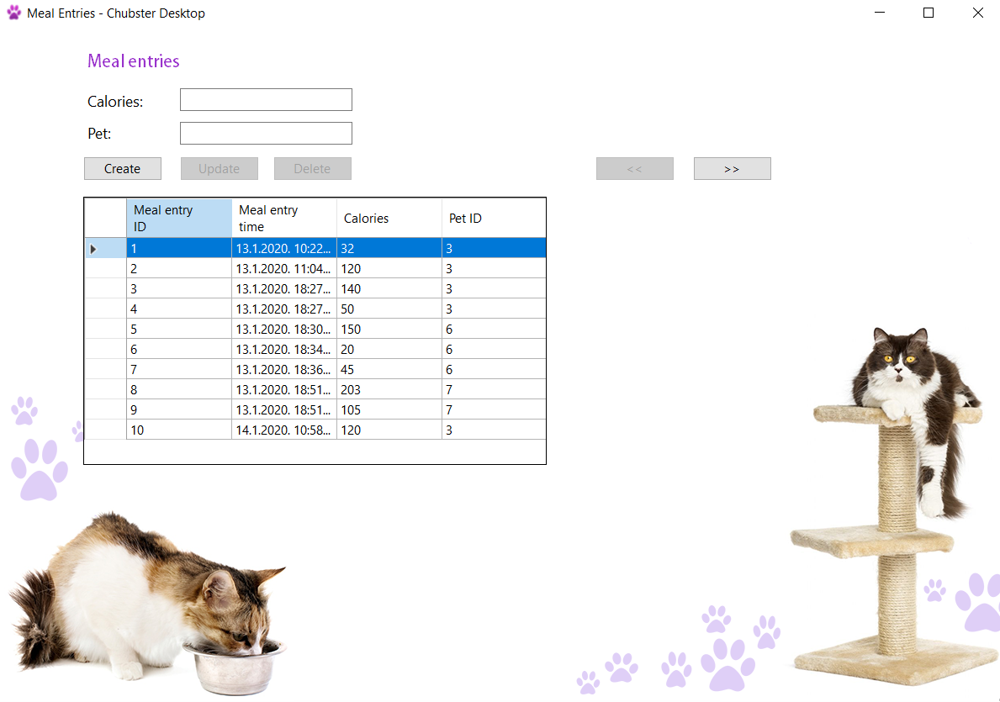 Meal Entries - Chubster Desktop
Meal entries
Calories:
Pet:
Create Update Delete << >>
Meal entry ID Meal entry time Calories Pet ID
1 13.1.2020. 10:22... 32 3
2 13.1.2020. 11:04... 120 3
3 13.1.2020. 18:27... 140 3
4 13.1.2020. 18:27... 50 3
5 13.1.2020. 18:30... 150 6
6 13.1.2020. 18:34... 20 6
7 13.1.2020. 18:36... 45 6
8 13.1.2020. 18:51... 203 7
9 13.1.2020. 18:51... 105 7
10 14.1.2020. 10:58... 120 3